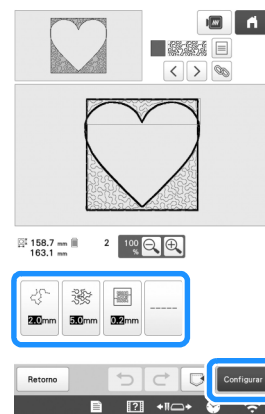 158.7 mm 2 100 %
163.1 mm
2.0mm 5.0mm 0.2mm -----
Retorno Configurar